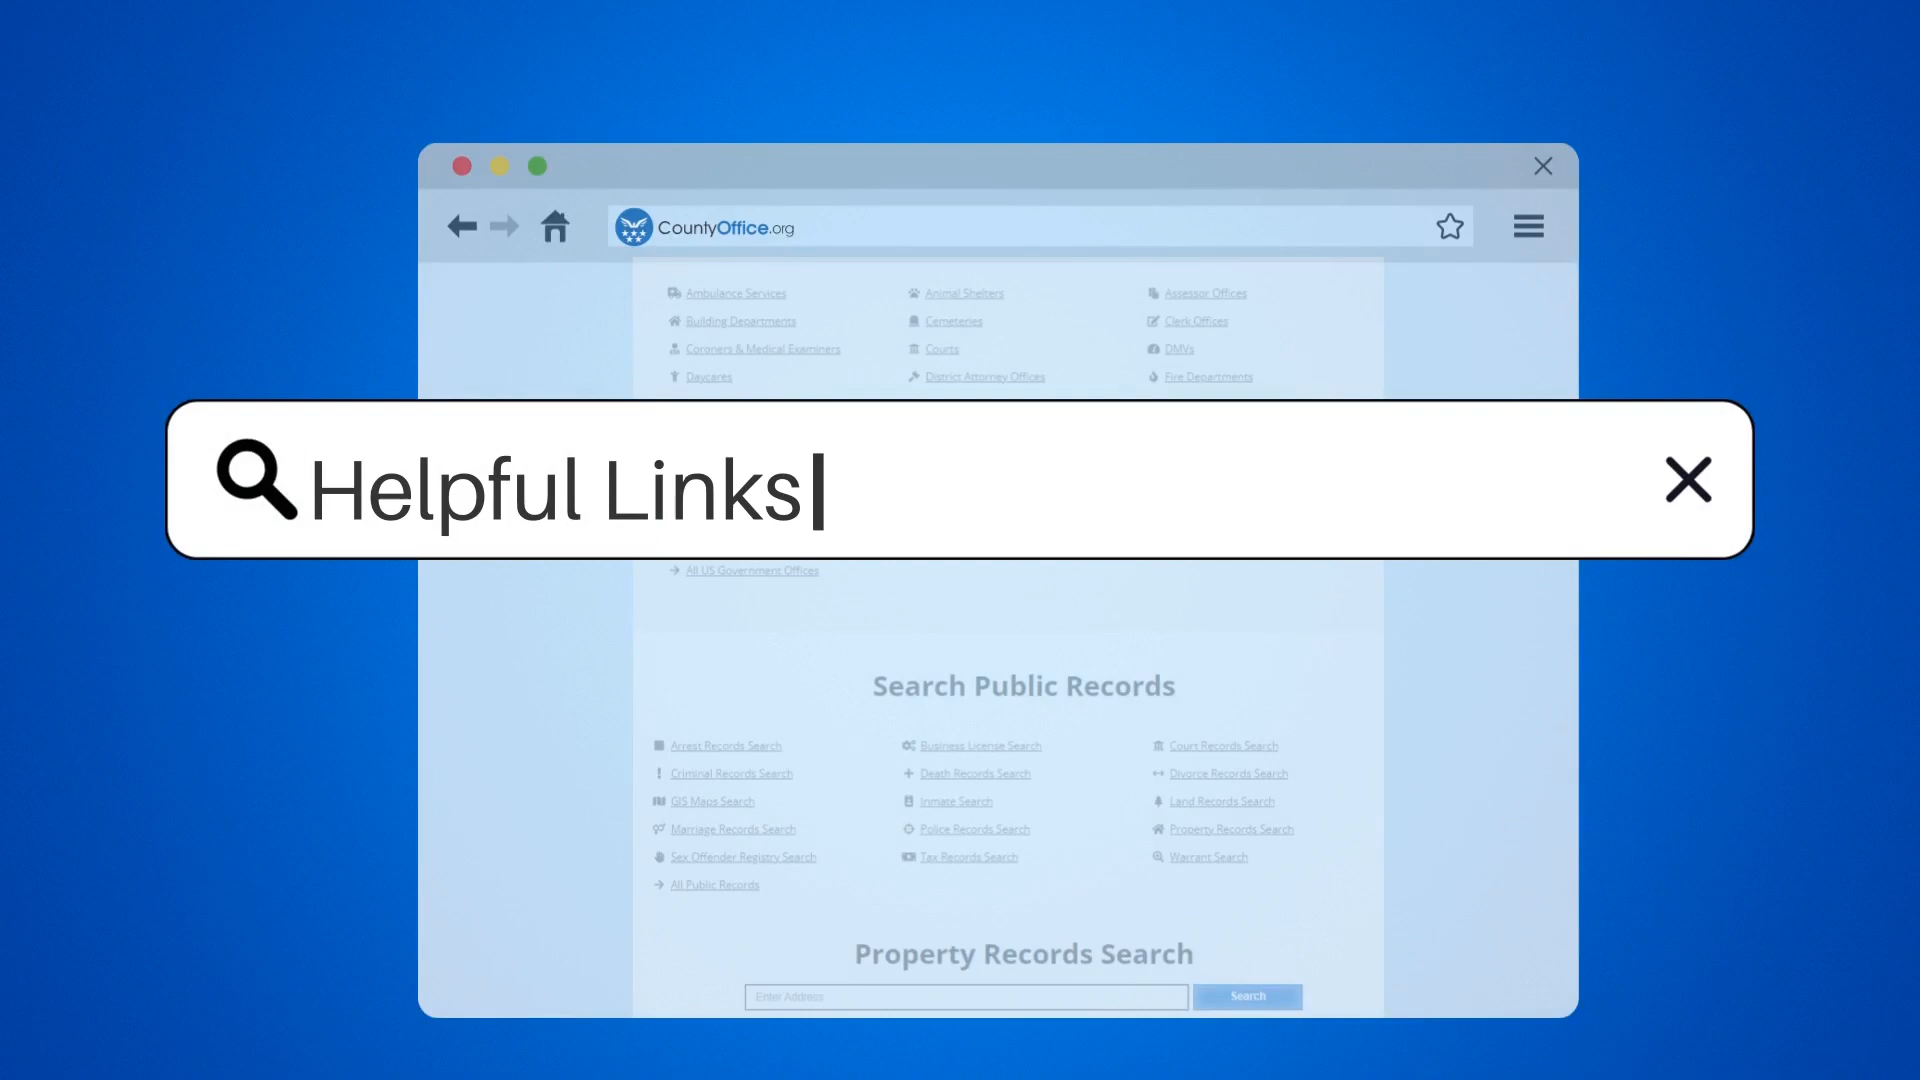 CountyOffice.org
Ambulance Services Animal Shelters Assessor Offices
Building Departments Cemeteries Clerk Offices
Coroners & Medical Examiners Courts DMVs
Daycares District Attorney Offices Fire Departments
Helpful Links
All US Government Offices
Search Public Records
Arrest Records Search Business License Search Court Records Search
Criminal Records Search Death Records Search Divorce Records Search
GIS Maps Search Inmate Search Land Records Search
Marriage Records Search Police Records Search Property Records Search
Sex Offender Registry Search Tax Records Search Warrant Search
All Public Records
Property Records Search
Enter Address Search